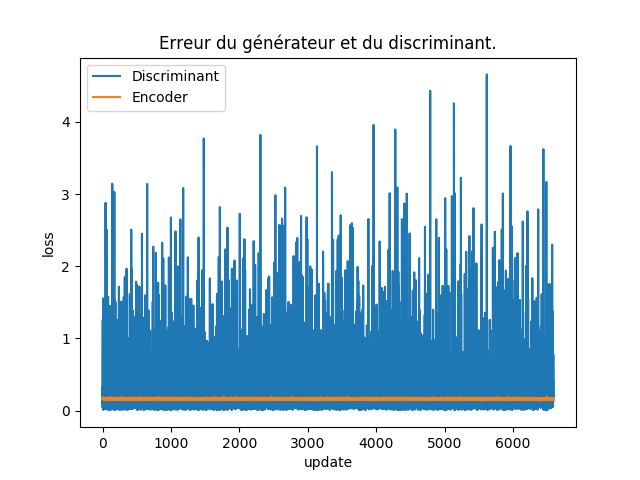 Erreur du générateur et du discriminant.
Discriminant
Encoder
loss
4
3
2
1
0
0 1000 2000 3000 4000 5000 6000
update